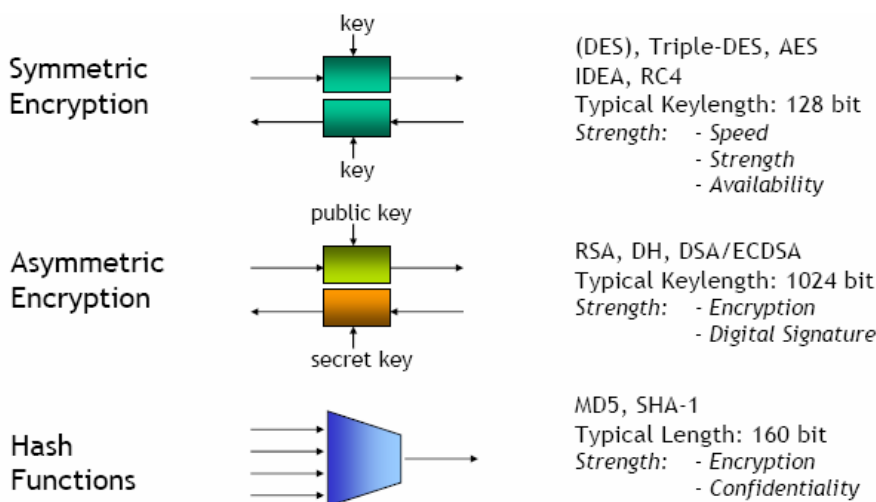 Symmetric
Encryption
key
key
(DES), Triple-DES, AES
IDEA, RC4
Typical Keylength: 128 bit
Strength: - Speed
- Strength
- Availability
Asymmetric
Encryption
public key
secret key
RSA, DH, DSA/ECDSA
Typical Keylength: 1024 bit
Strength: - Encryption
- Digital Signature
Hash
Functions
MD5, SHA-1
Typical Length: 160 bit
Strength: - Encryption
- Confidentiality